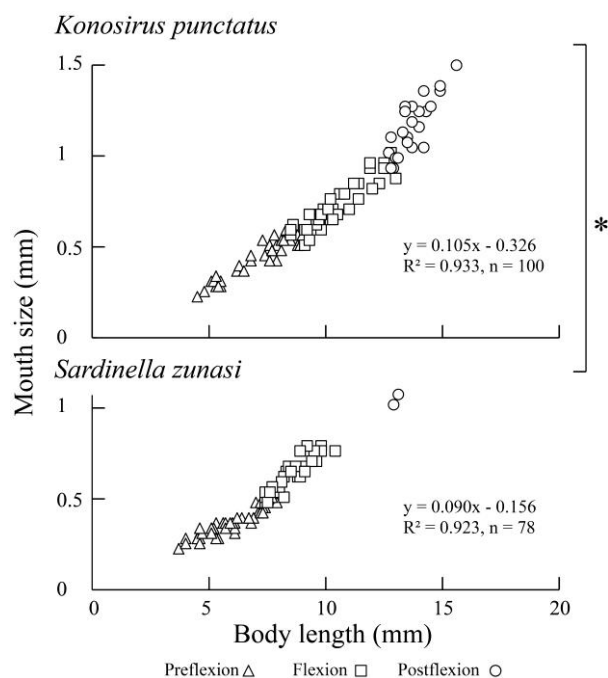 Konosirus punctatus
1.5
1
0.5
0
Mouth size (mm)
y = 0.105x - 0.326
R² = 0.933, n = 100
*
Sardinella zunasi
1
0.5
0
y = 0.090x - 0.156
R² = 0.923, n = 78
0 5 10 15 20
Body length (mm)
Preflexion △ Flexion □ Postflexion ○